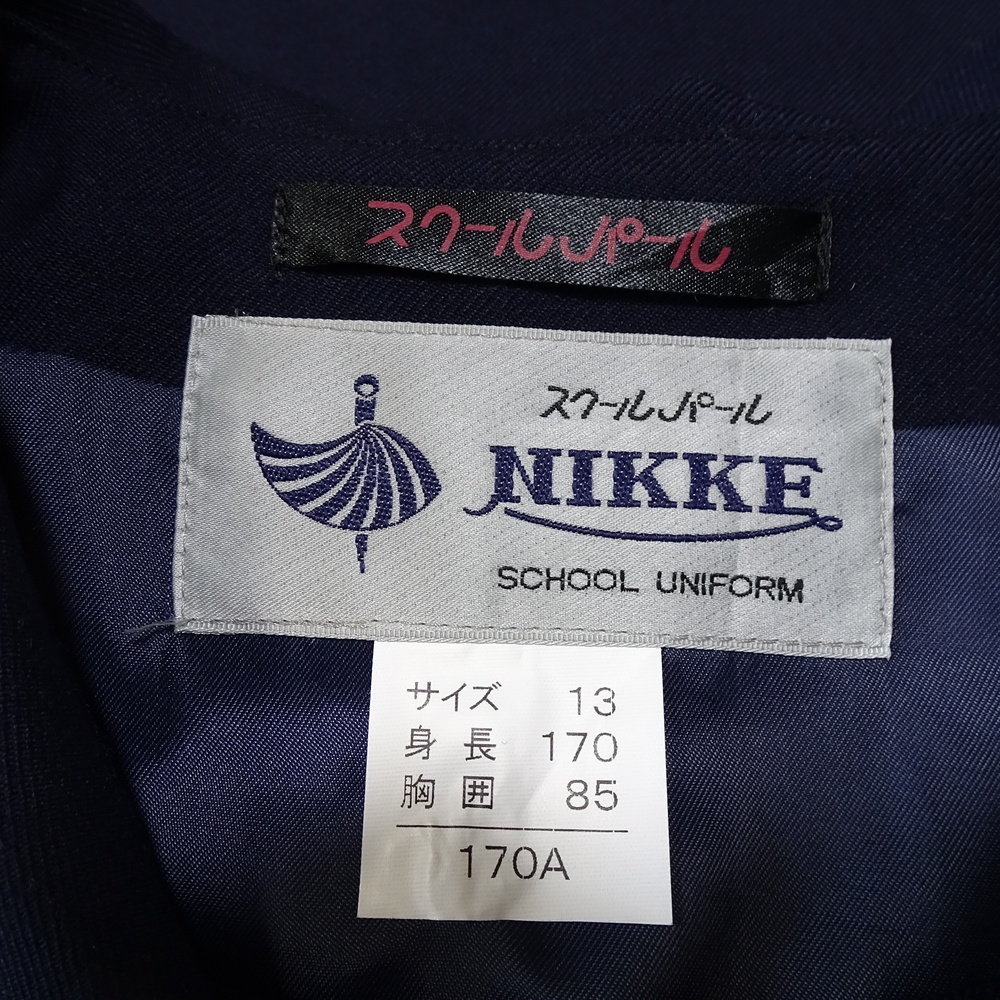 スクールパール
スクールパール
NIKKE
SCHOOL UNIFORM
サイズ 13
身長 170
胸囲 85
170A